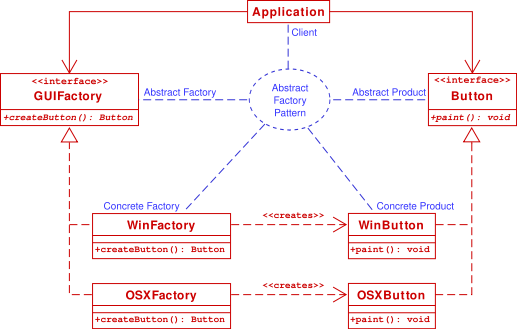 Application
Client
<<interface>>
GUIFactory
+createButton(): Button
Abstract Factory
Abstract
Factory
Pattern
Abstract Product
<<interface>>
Button
+paint(): void
Concrete Factory
Concrete Product
WinFactory
+createButton(): Button
<<creates>>
WinButton
+paint(): void
OSXFactory
+createButton(): Button
<<creates>>
OSXButton
+paint(): void